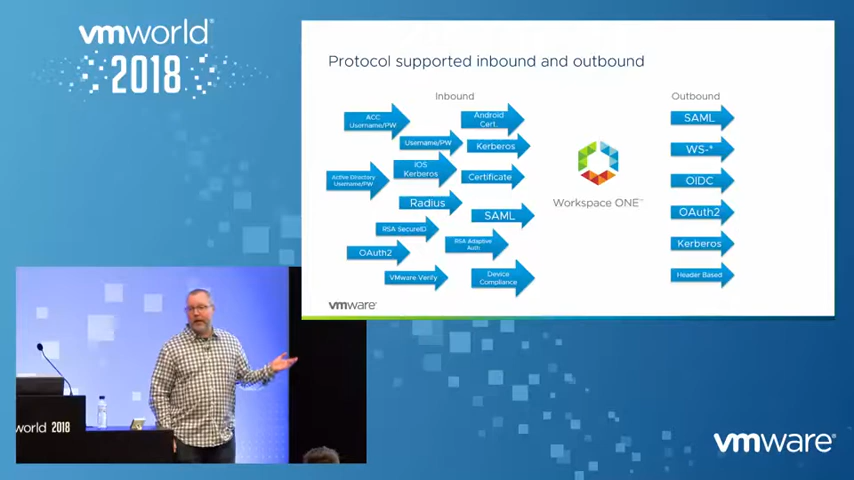 vmworld
2018
Protocol supported inbound and outbound
Inbound
Outbound
ACC
Username/PW
Android
Cert.
Username/PW
Kerberos
iOS
Kerberos
Active Directory
Username/PW
Certificate
Radius
SAML
RSA SecureID
RSA Adaptive
Auth
OAuth2
VMware Verify
Device
Compliance
Workspace ONE™
SAML
WS-*
OIDC
OAuth2
Kerberos
Header Based
vmware
world 2018
vmware